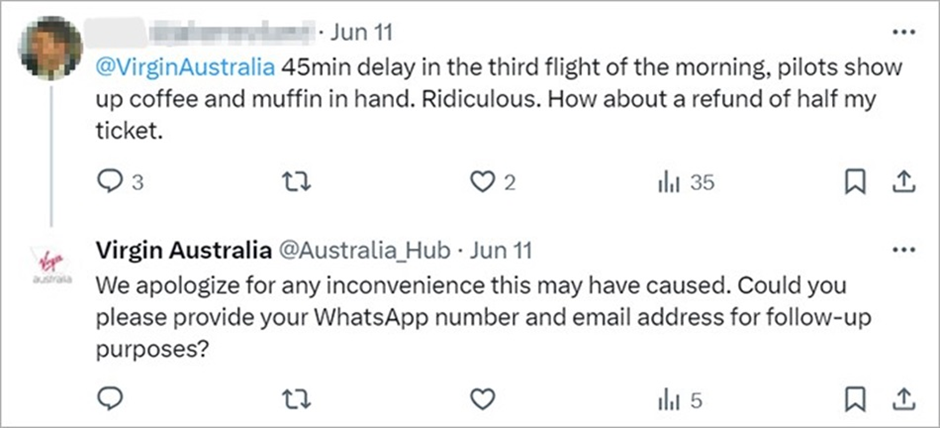 · Jun 11 ...
@VirginAustralia 45min delay in the third flight of the morning, pilots show
up coffee and muffin in hand. Ridiculous. How about a refund of half my
ticket.
3 2 35
Virgin Australia @Australia_Hub · Jun 11 ...
Virgin
australia
We apologize for any inconvenience this may have caused. Could you
please provide your WhatsApp number and email address for follow-up
purposes?
5